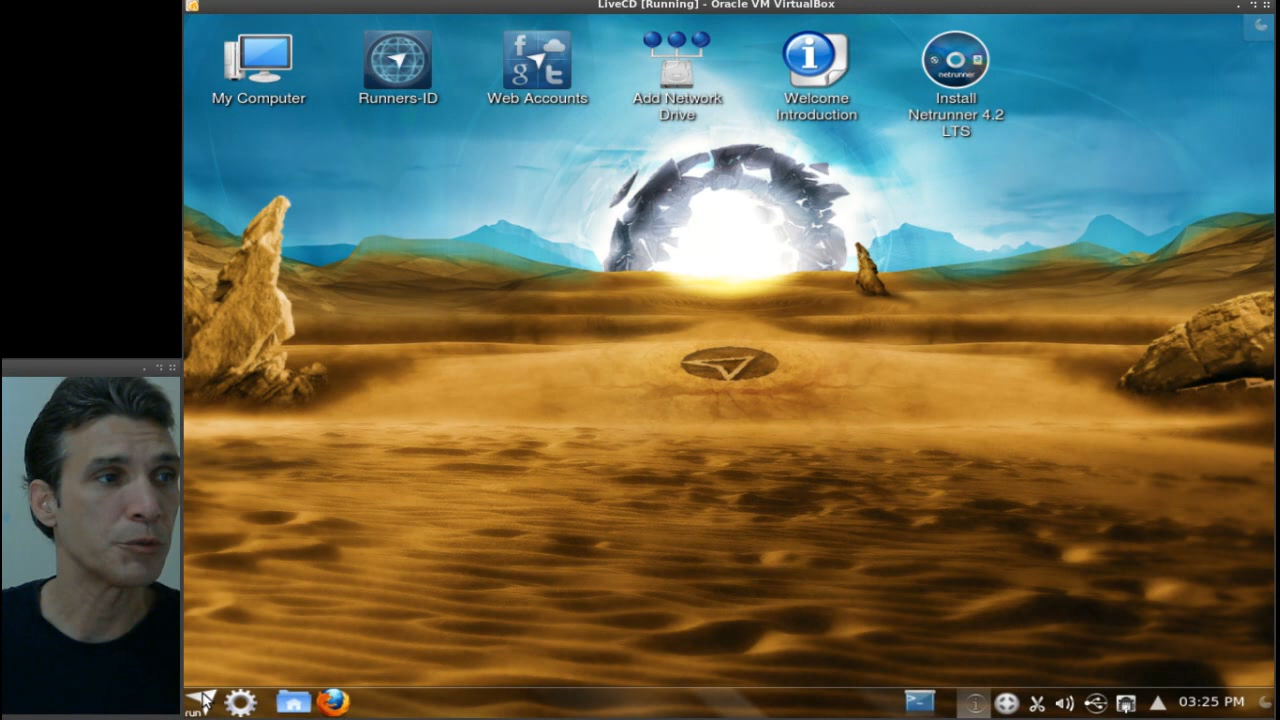 LiveCD [Running] - Oracle VM VirtualBox
My Computer
Runners-ID
Web Accounts
Add Network
Drive
Welcome
Introduction
netrunner
Install
Netrunner 4.2
LTS
run
03:25 PM